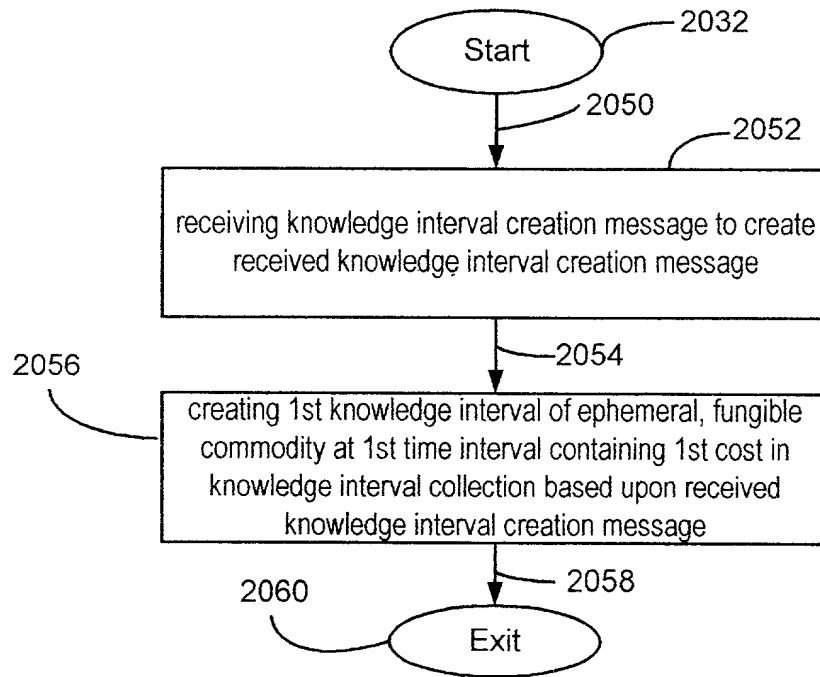 Start
2032
2050
2052
receiving knowledge interval creation message to create
received knowledge interval creation message
2054
2056
creating 1st knowledge interval of ephemeral, fungible
commodity at 1st time interval containing 1st cost in
knowledge interval collection based upon received
knowledge interval creation message
2058
2060
Exit